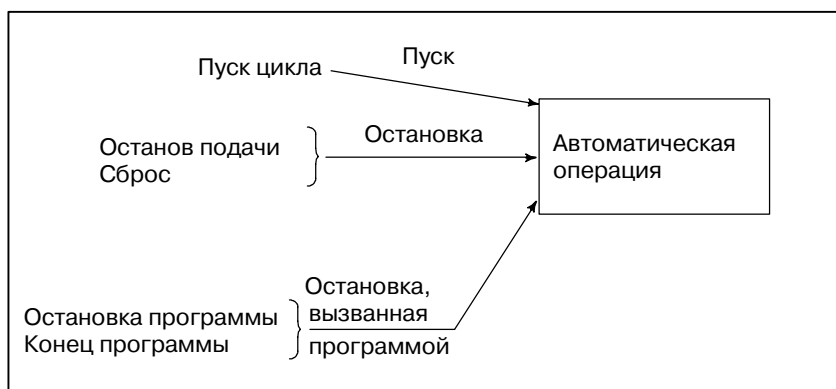 Пуск цикла
Пуск
Останов подачи
Сброс
Остановка
Автоматическая
операция
Остановка программы
Конец программы
Остановка,
вызванная
программой